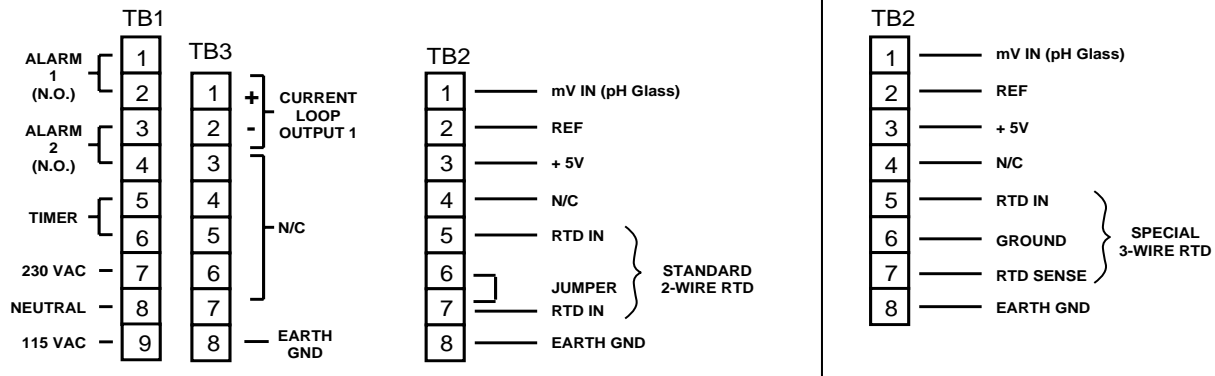 TB1
ALARM
1
(N.O.)
ALARM
2
(N.O.)
TIMER
230 VAC
NEUTRAL
115 VAC
1
2
3
4
5
6
7
8
9
TB3
1
2
3
4
5
6
7
8
+
-
CURRENT
LOOP
OUTPUT 1
N/C
EARTH
GND
TB2
1 mV IN (pH Glass)
2 REF
3 + 5V
4 N/C
5 RTD IN
6
JUMPER
7 RTD IN
8 EARTH GND
STANDARD
2-WIRE RTD
TB2
1 mV IN (pH Glass)
2 REF
3 + 5V
4 N/C
5 RTD IN
6 GROUND
7 RTD SENSE
8 EARTH GND
SPECIAL
3-WIRE RTD